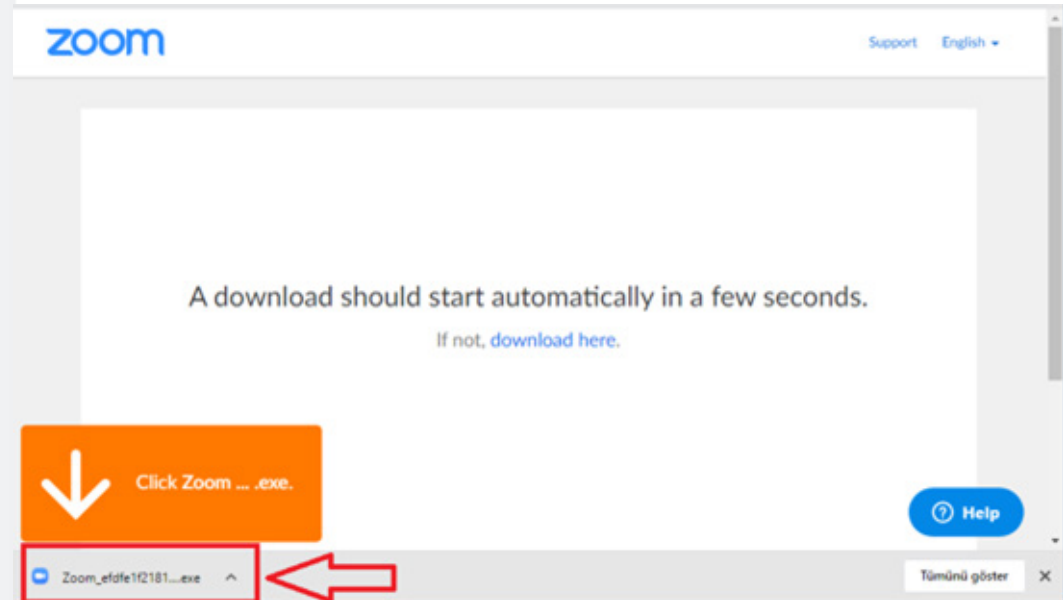 zoom
Support English
A download should start automatically in a few seconds.
If not, download here.
Click Zoom ... .exe.
? Help
Zoom_efdfe1f2181....exe
Tümünü göster